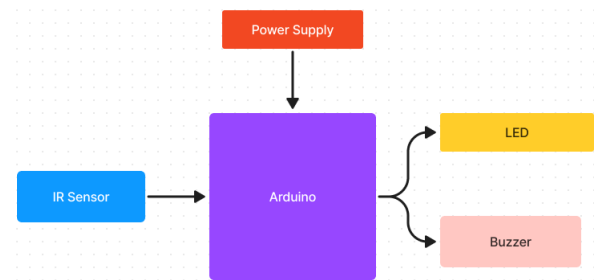 Power Supply
LED
IR Sensor
Arduino
Buzzer